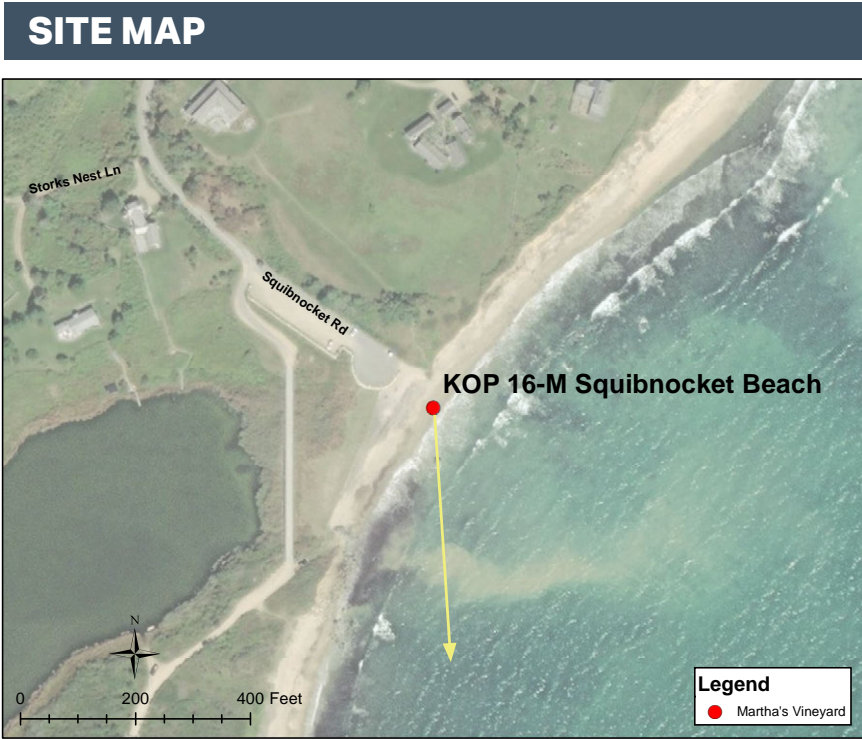 SITE MAP
Storks Nest Ln
Squibnocket Rd
KOP 16-M Squibnocket Beach
N
0 200 400 Feet
Legend
Martha's Vineyard